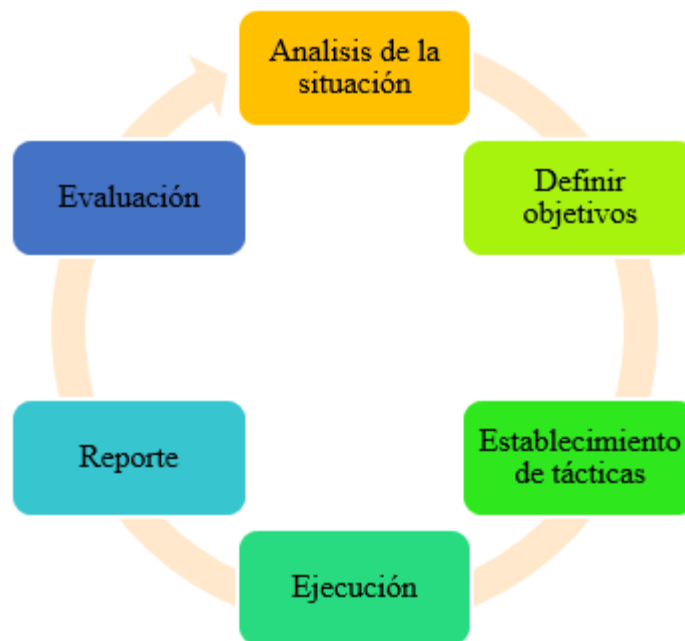 Analisis de la
situación
Definir
objetivos
Establecimiento
de tácticas
Ejecución
Reporte
Evaluación